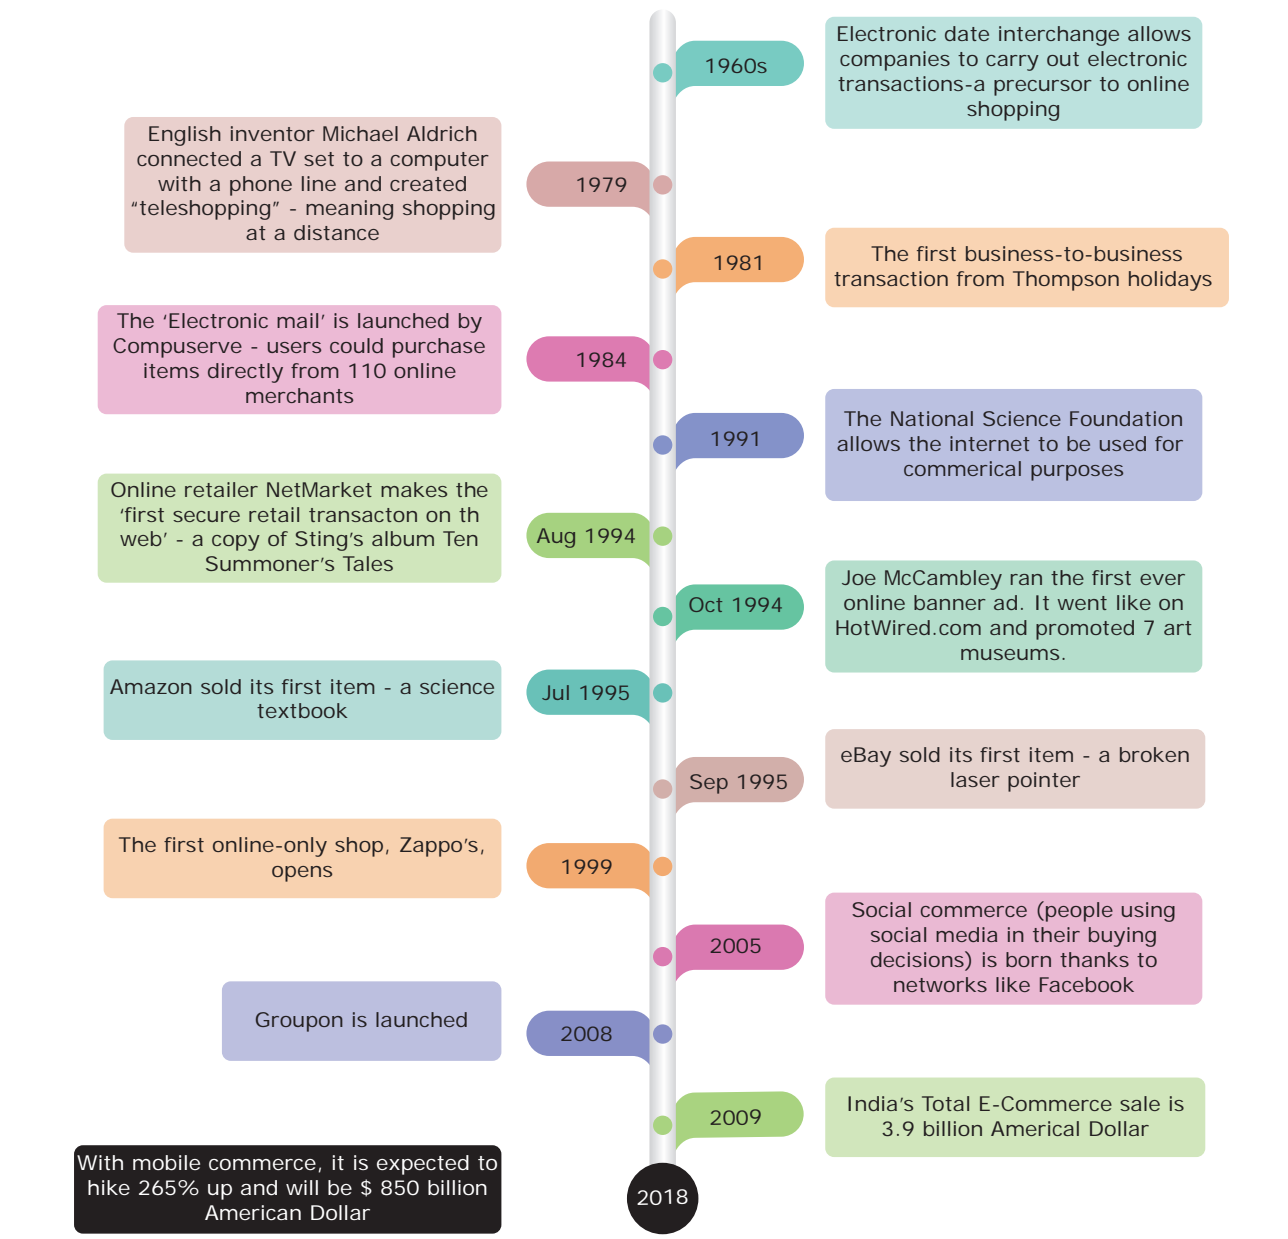 1960s
Electronic date interchange allows
companies to carry out electronic
transactions-a precursor to online
shopping
English inventor Michael Aldrich
connected a TV set to a computer
with a phone line and created
“teleshopping” - meaning shopping
at a distance
1979
1981
The first business-to-business
transaction from Thompson holidays
The ‘Electronic mail’ is launched by
Compuserve - users could purchase
items directly from 110 online
merchants
1984
1991
The National Science Foundation
allows the internet to be used for
commerical purposes
Online retailer NetMarket makes the
‘first secure retail transacton on th
web’ - a copy of Sting’s album Ten
Summoner’s Tales
Aug 1994
Oct 1994
Joe McCambley ran the first ever
online banner ad. It went like on
HotWired.com and promoted 7 art
museums.
Amazon sold its first item - a science
textbook
Jul 1995
Sep 1995
eBay sold its first item - a broken
laser pointer
The first online-only shop, Zappo’s,
opens
1999
2005
Social commerce (people using
social media in their buying
decisions) is born thanks to
networks like Facebook
Groupon is launched
2008
2009
India’s Total E-Commerce sale is
3.9 billion Americal Dollar
With mobile commerce, it is expected to
hike 265% up and will be $ 850 billion
American Dollar
2018